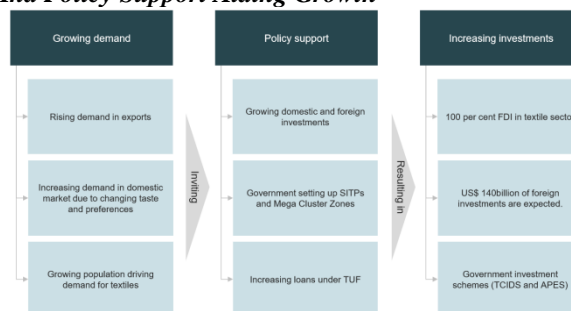 And Policy Support Aiding Growth
Growing demand
Rising demand in exports
Increasing demand in domestic
market due to changing taste
and preferences
Growing population driving
demand for textiles
Inviting
Policy support
Growing domestic and foreign
investments
Government setting up SITPs
and Mega Cluster Zones
Increasing loans under TUF
Resulting in
Increasing investments
100 per cent FDI in textile
US$ 140billion of foreign
investments are expected.
Government investment
schemes (TCIDS and APES)